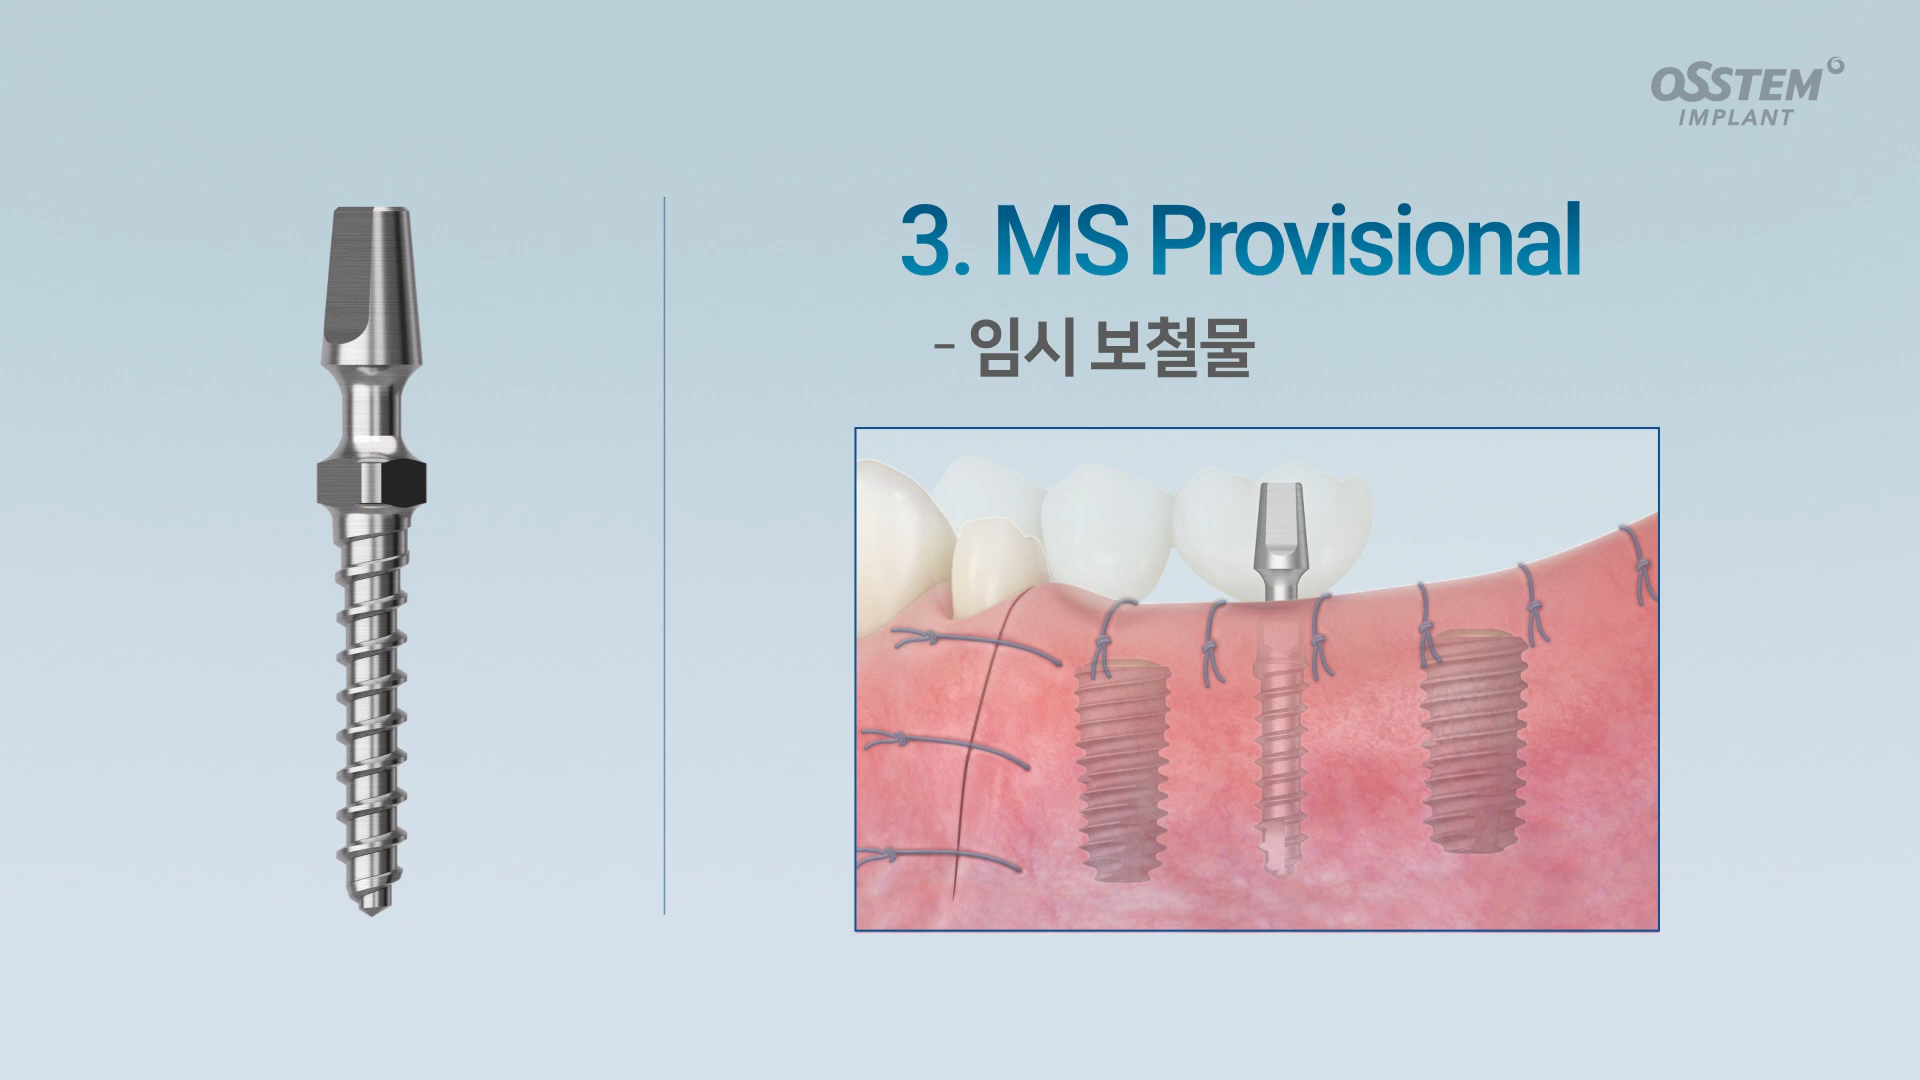 OSSTEM
IMPLANT
3. MS Provisional
- 임시 보철물